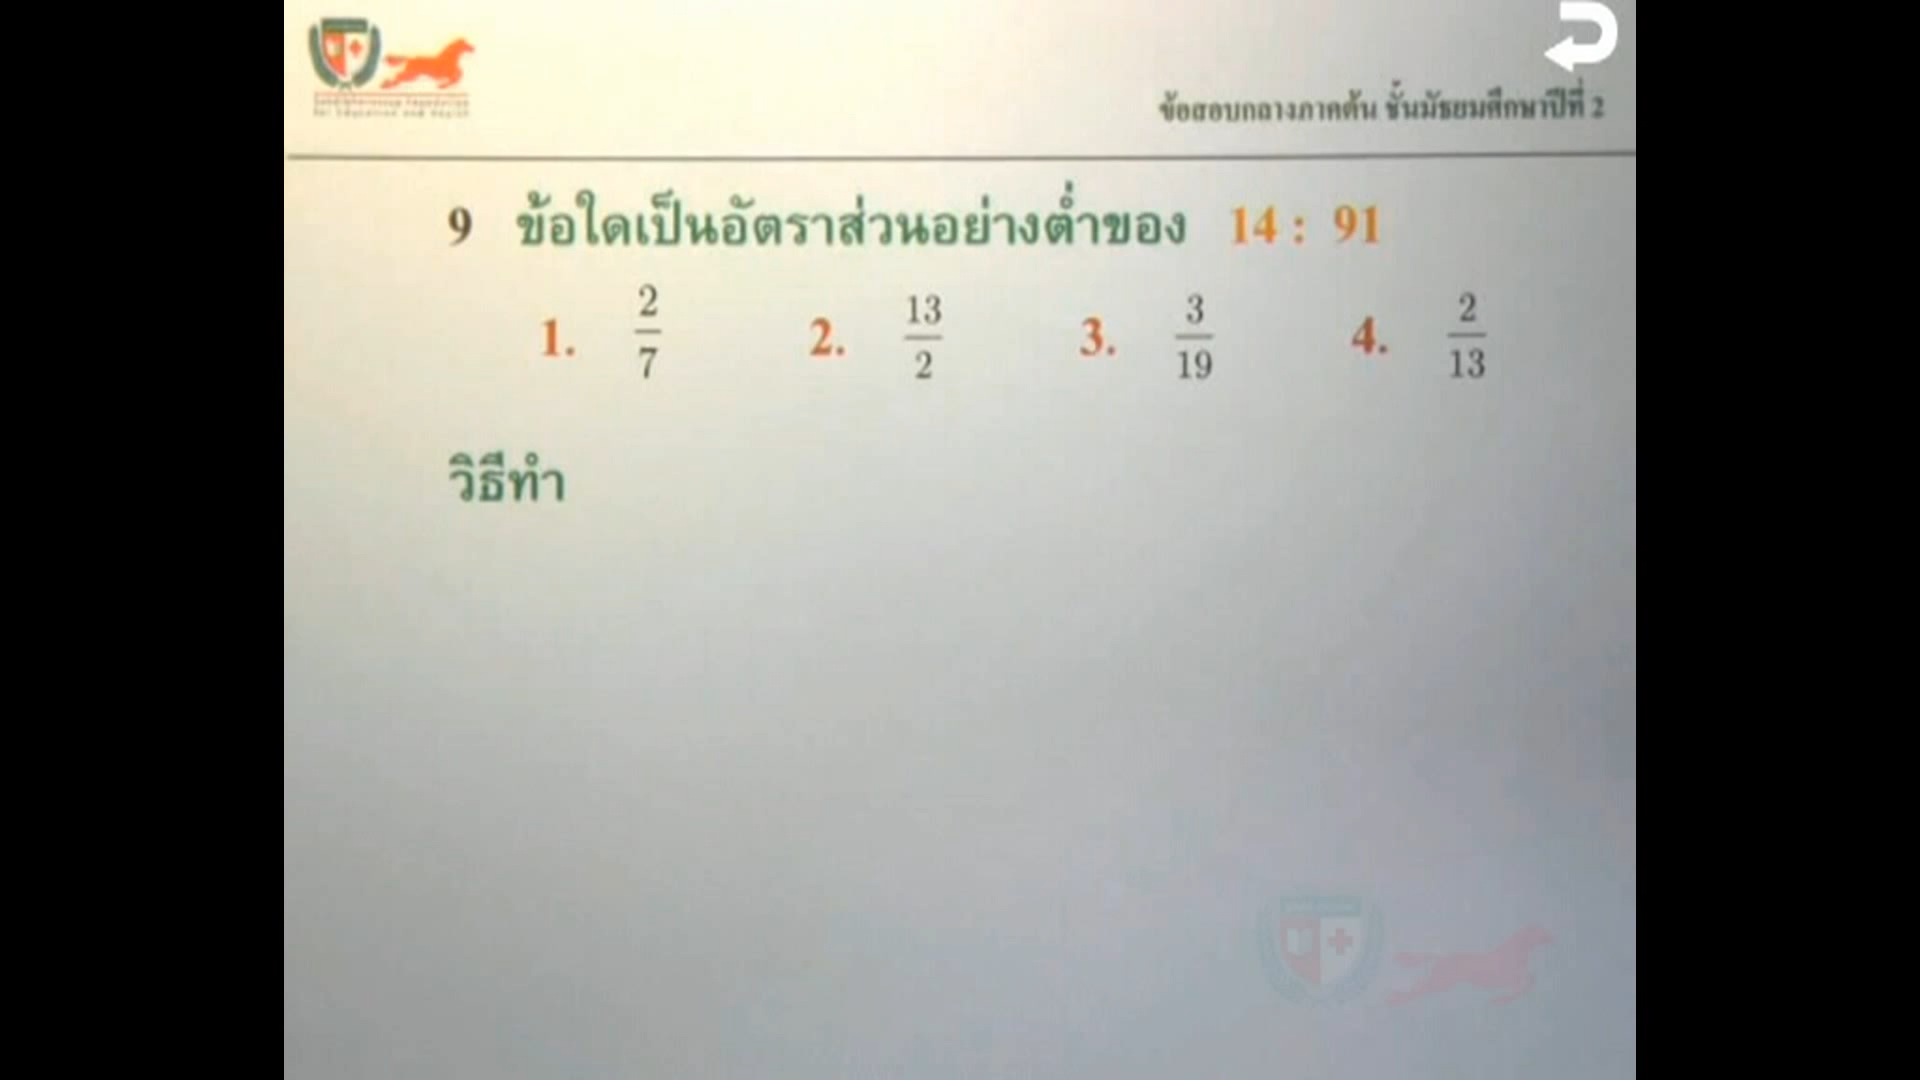 ข้อสอบกลางภาคต้น ชั้นมัธยมศึกษาปีที่ 2
9 ข้อใดเป็นอัตราส่วนอย่างต่ำของ 14 : 91
1. 2/7 2. 13/2 3. 3/19 4. 2/13
วิธีทำ